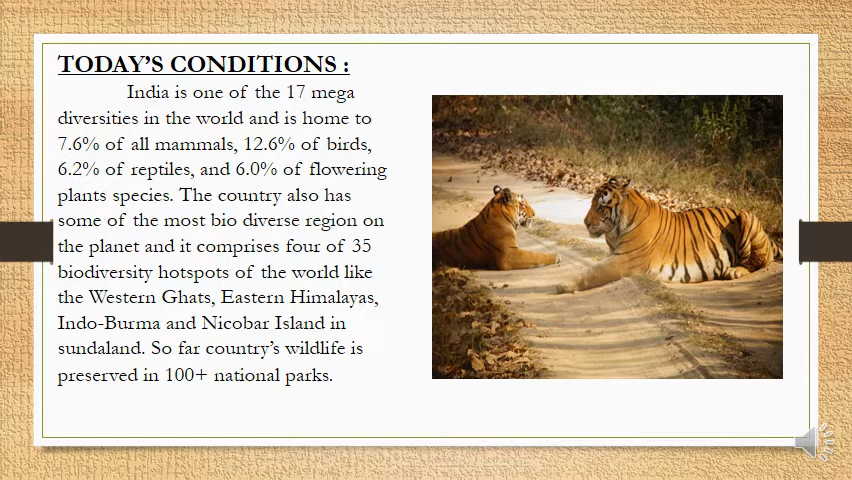 TODAY'S CONDITIONS :
India is one of the 17 mega
diversities in the world and is home to
7.6% of all mammals, 12.6% of birds,
6.2% of reptiles, and 6.0% of flowering
plants species. The country also has
some of the most bio diverse region on
the planet and it comprises four of 35
biodiversity hotspots of the world like
the Western Ghats, Eastern Himalayas,
Indo-Burma and Nicobar Island in
sundaland. So far country's wildlife is
preserved in 100+ national parks.